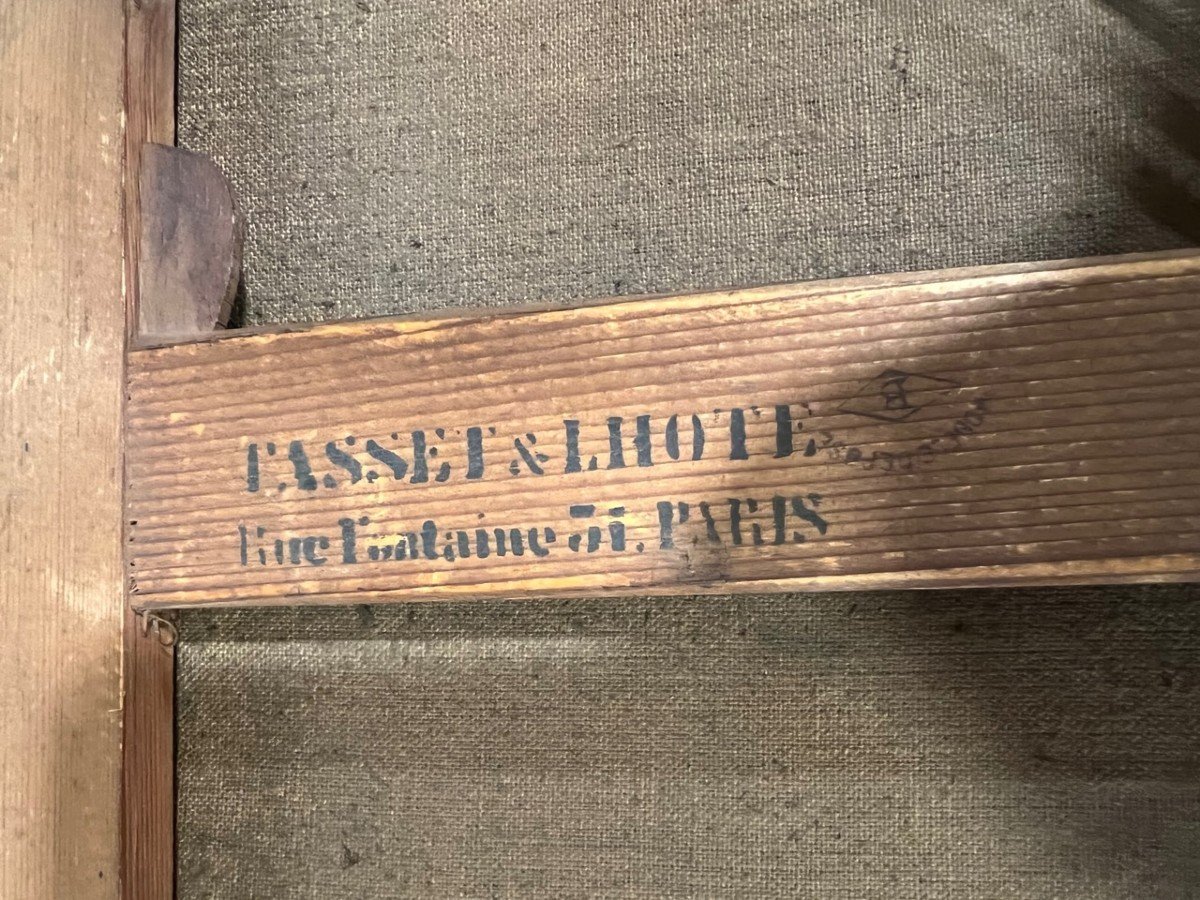 TASSET & LHOTE
Rue Fontaine 31. PARIS